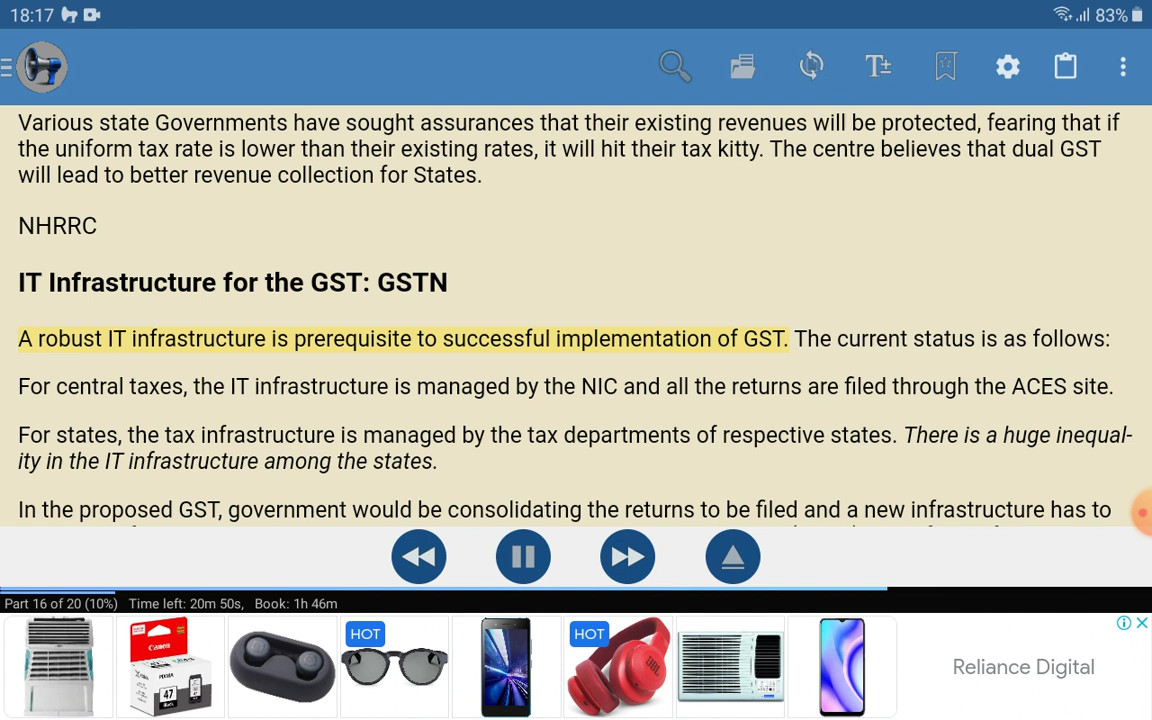 18:17
83%
T±
Various state Governments have sought assurances that their existing revenues will be protected, fearing that if
the uniform tax rate is lower than their existing rates, it will hit their tax kitty. The centre believes that dual GST
will lead to better revenue collection for States.
NHRRC
IT Infrastructure for the GST: GSTN
A robust IT infrastructure is prerequisite to successful implementation of GST. The current status is as follows:
For central taxes, the IT infrastructure is managed by the NIC and all the returns are filed through the ACES site.
For states, the tax infrastructure is managed by the tax departments of respective states. There is a huge inequal-
ity in the IT infrastructure among the states.
In the proposed GST, government would be consolidating the returns to be filed and a new infrastructure has to
Part 16 of 20 (10%) Time left: 20m 50s, Book: 1h 46m
Canon
PIXMA
47
Black
HOT
HOT
JBL
Reliance Digital